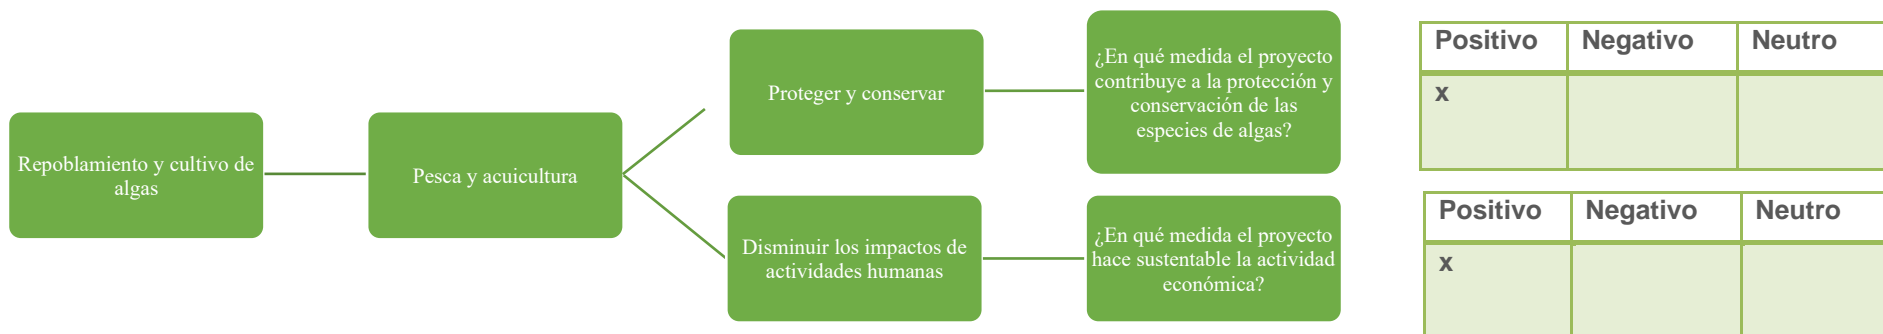 Repoblamiento y cultivo de
algas
Pesca y acuicultura
Proteger y conservar
¿En qué medida el proyecto
contribuye a la protección y
conservación de las
especies de algas?
Positivo Negativo Neutro
x
Disminuir los impactos de
actividades humanas
¿En qué medida el proyecto
hace sustentable la actividad
económica?
Positivo Negativo Neutro
x